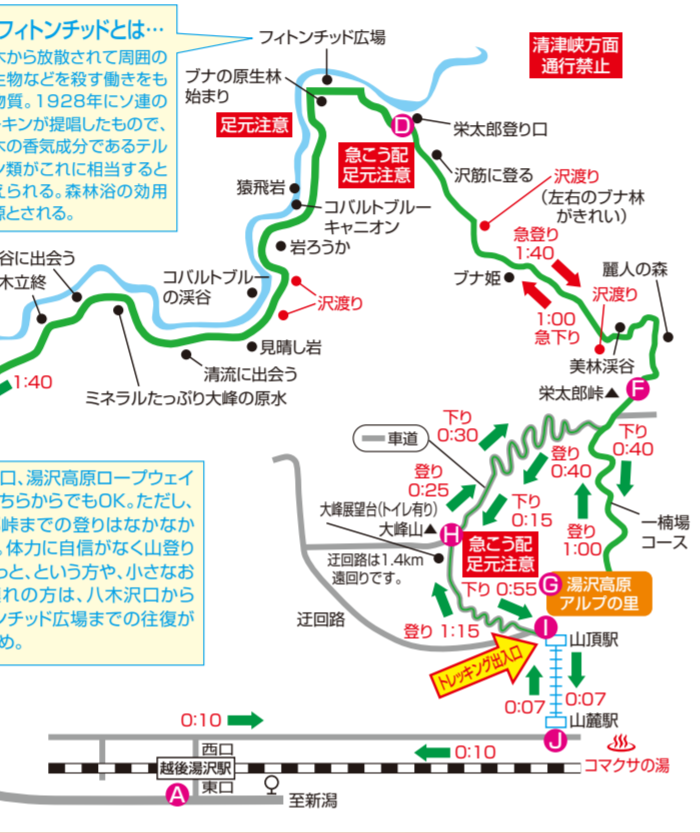 フィトンチッドとは…
木から放散されて周囲の
生物などを殺す働きをも
物質。1928年にソ連の
ーキンが提唱したもので、
木の香気成分であるテル
ン類がこれに相当すると
えられる。森林浴の効用
源とされる。
フィトンチッド広場
清津峡方面
通行禁止
ブナの原生林
始まり
足元注意
D
栄太郎登り口
急こう配
足元注意
沢筋に登る
沢渡り
(左右のブナ林
がきれい)
猿飛岩
コバルトブルー
キャニオン
岩ろうか
急登り
1:40
麗人の森
谷に出会う
木立終
コバルトブルー
の渓谷
沢渡り
ブナ姫
沢渡り
1:00
急下り
見晴し岩
清流に出会う
美林渓谷
1:40
ミネラルたっぷり大峰の原水
栄太郎峠▲
F
下り
0:30
車道
下り
0:40
登り
0:40
登り
0:25
口、湯沢高原ロープウェイ
ちらからでもOK。ただし、
峠までの登りはなかなか
。体力に自信がなく山登り
っと、という方や、小さなお
れの方は、八木沢口から
ンチッド広場までの往復が
め。
大峰展望台(トイレ有り)
大峰山▲
H
下り
0:15
登り
1:00
一楠場
コース
急こう配
足元注意
迂回路は1.4km
遠回りです。
下り 0:55
G
湯沢高原
アルプの里
迂回路
登り 1:15
I
山頂駅
トレッキング出入口
0:07
0:07
山麓駅
0:10
J
西口
0:10
コマクサの湯
越後湯沢駅
A
東口
至新潟